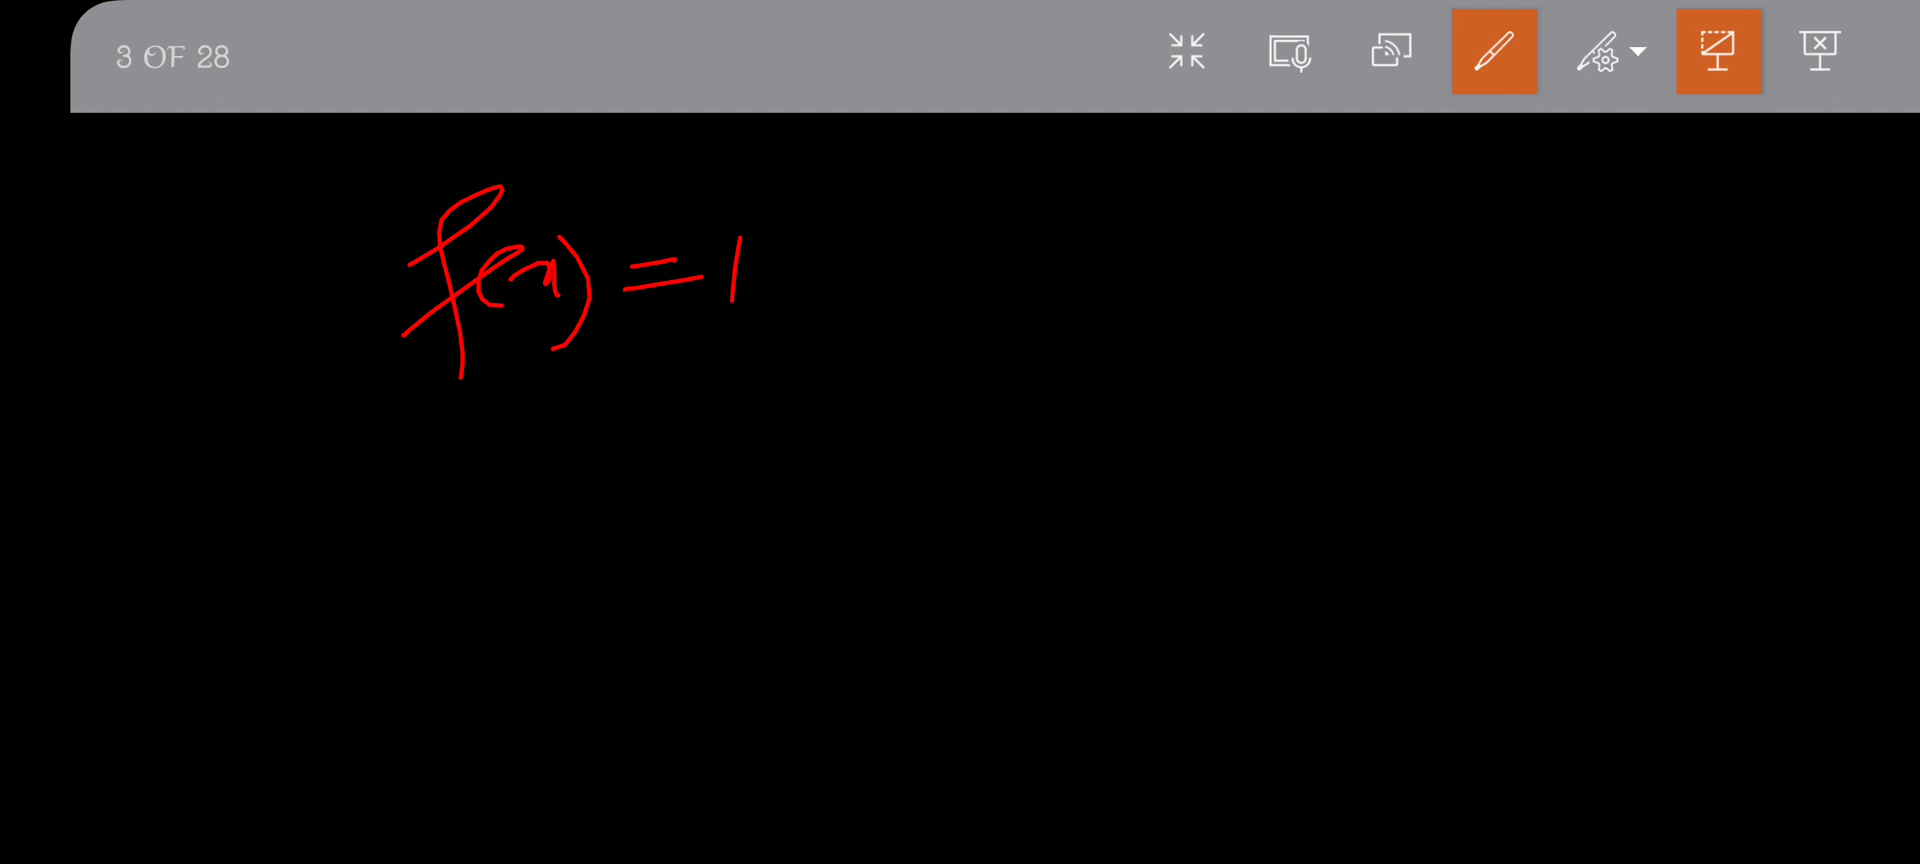 3 OF 28
f(x) = 1